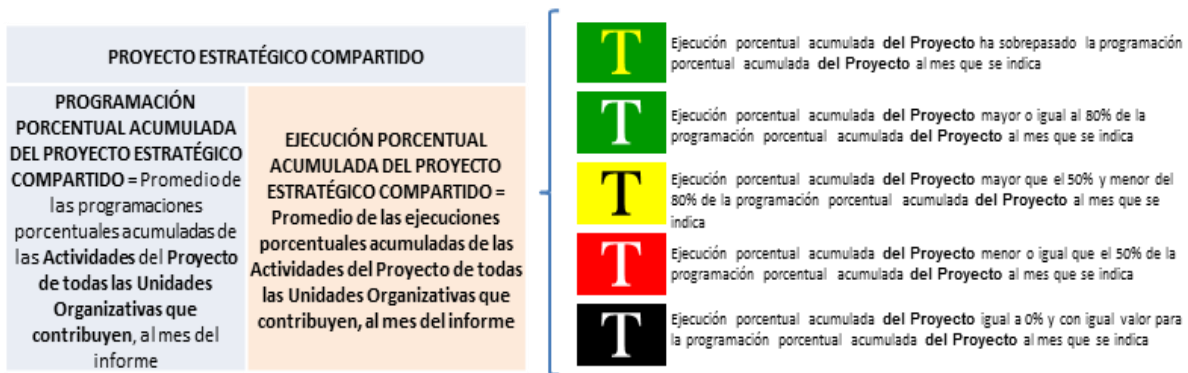 PROYECTO ESTRATÉGICO COMPARTIDO
PROGRAMACIÓN
PORCENTUAL ACUMULADA
DEL PROYECTO ESTRATÉGICO
COMPARTIDO = Promedio de
las programaciones
porcentuales acumuladas de
las Actividades del Proyecto
de todas las Unidades
Organizativas que
contribuyen, al mes del
informe
EJECUCIÓN PORCENTUAL
ACUMULADA DEL PROYECTO
ESTRATÉGICO COMPARTIDO =
Promedio de las ejecuciones
porcentuales acumuladas de las
Actividades del Proyecto de todas
las Unidades Organizativas que
contribuyen, al mes del informe
T
Ejecución porcentual acumulada del Proyecto ha sobrepasado la programación
porcentual acumulada del Proyecto al mes que se indica
T
Ejecución porcentual acumulada del Proyecto mayor o igual al 80% de la
programación porcentual acumulada del Proyecto al mes que se indica
T
Ejecución porcentual acumulada del Proyecto mayor que el 50% y menor del
80% de la programación porcentual acumulada del Proyecto al mes que se
indica
T
Ejecución porcentual acumulada del Proyecto menor o igual que el 50% de la
programación porcentual acumulada del Proyecto al mes que se indica
T
Ejecución porcentual acumulada del Proyecto igual a 0% y con igual valor para
la programación porcentual acumulada del Proyecto al mes que se indica